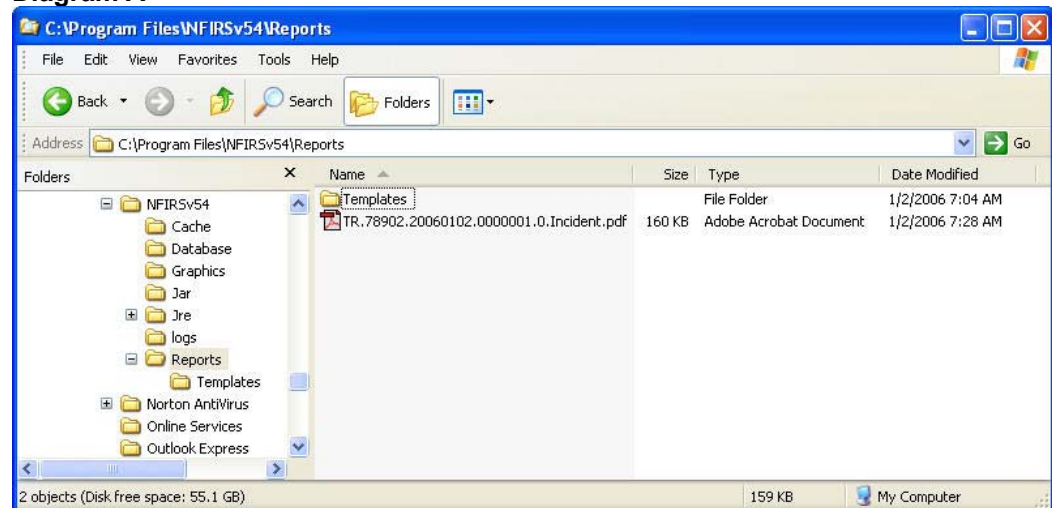 C:\Program Files\NFIRSv54\Reports
File Edit View Favorites Tools Help
Back Search Folders
Address C:\Program Files\NFIRSv54\Reports Go
Folders Name Size Type Date Modified
NFIRSv54
Cache
Database
Graphics
Jar
Jre
logs
Reports
Templates
Norton AntiVirus
Online Services
Outlook Express
Templates File Folder 1/2/2006 7:04 AM
TR.78902.20060102.0000001.0.Incident.pdf 160 KB Adobe Acrobat Document 1/2/2006 7:28 AM
2 objects (Disk free space: 55.1 GB) 159 KB My Computer